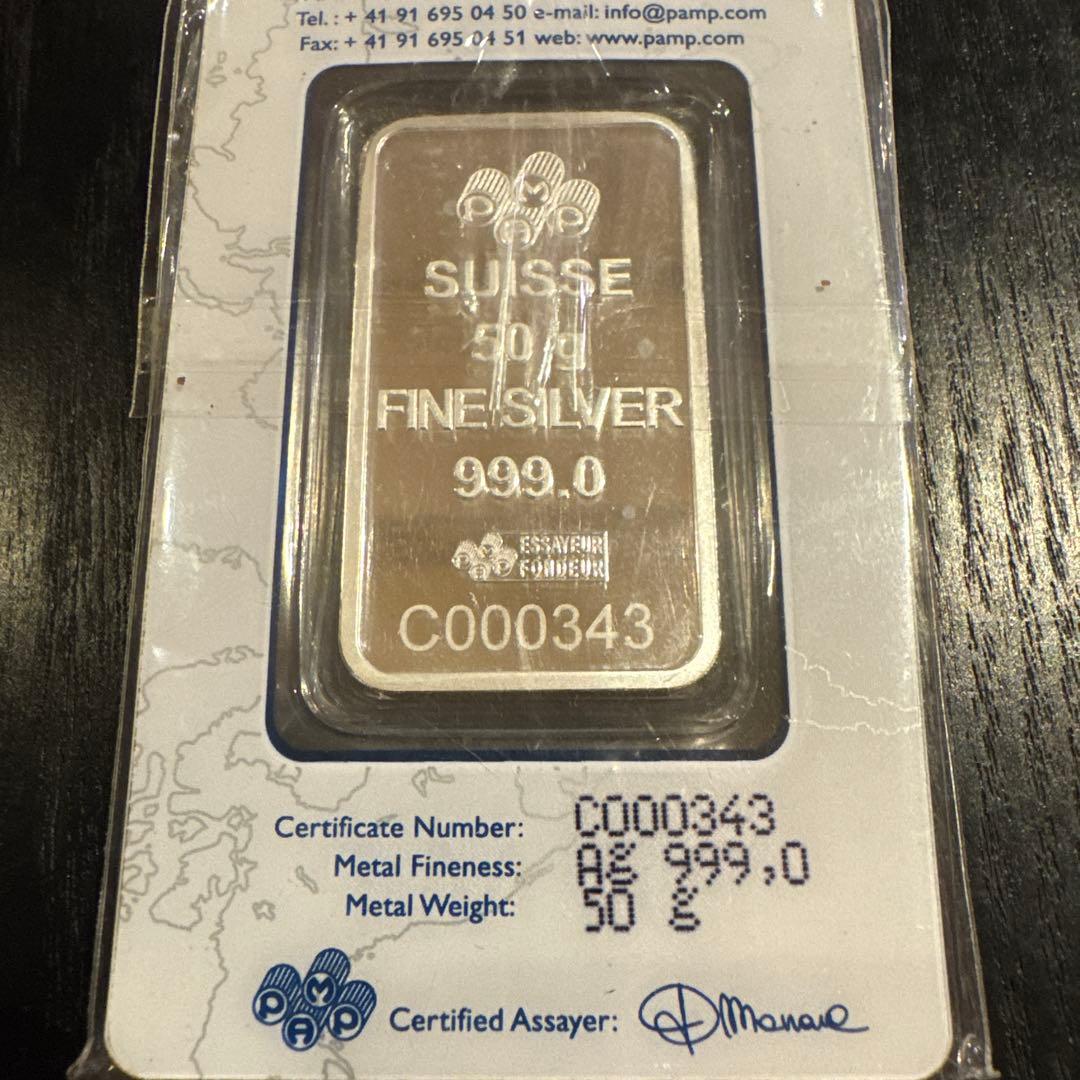 Tel. : + 41 91 695 04 50 e-mail: info@pamp.com
Fax: + 41 91 695 04 51 web: www.pamp.com
PAMP
SUISSE
50 g
FINE SILVER
999.0
PAMP ESSAYEUR
FONDEUR
C000343
Certificate Number: C000343
Metal Fineness: Ag 999,0
Metal Weight: 50 g
PAMP
Certified Assayer: